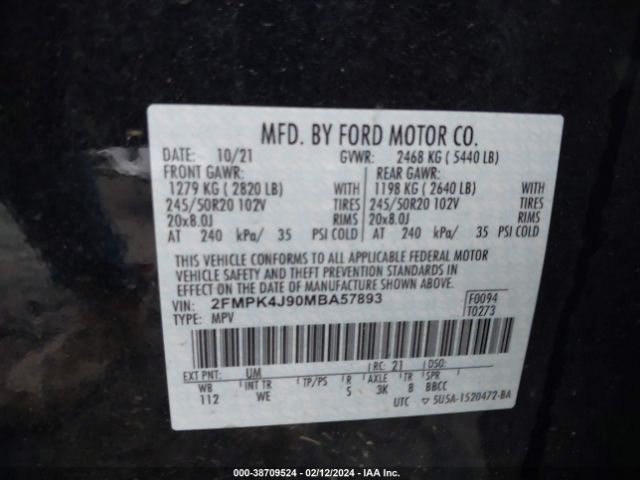 MFD. BY FORD MOTOR CO.
DATE: 10/21 GVWR: 2468 KG (5440 LB)
FRONT GAWR: REAR GAWR:
1279 KG (2820 LB) WITH 1198 KG (2640 LB) WITH
245/50R20 102V TIRES 245/50R20 102V TIRES
20x8.0J RIMS 20x8.0J RIMS
AT 240 kPa/ 35 PSI COLD AT 240 kPa/ 35 PSI COLD
THIS VEHICLE CONFORMS TO ALL APPLICABLE FEDERAL MOTOR
VEHICLE SAFETY AND THEFT PREVENTION STANDARDS IN
EFFECT ON THE DATE OF MANUFACTURE SHOWN ABOVE.
VIN: 2FMPK4J90MBA57893 F0094
TYPE: MPV T0273
EXT PNT: UM RC: 21 DSO:
WB INT TR TP/PS R AXLE TR SPR
112 WE S 3K 8 BBCC
UTC ▽ 5U5A-1520472-BA
000-38709524 - 02/12/2024 - IAA Inc.